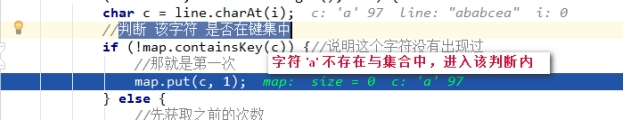 char c = line.charAt(i);  c: 'a' 97  line: "ababcea"  i: 0
//判断 该字符 是否在键集中
if (!map.containsKey(c)) {//说明这个字符没有出现过
//那就是第一次
字符 'a' 不存在与集合中，进入该判断内
map.put(c, 1);  map:  size = 0  c: 'a' 97
} else {
//先获取之前的次数